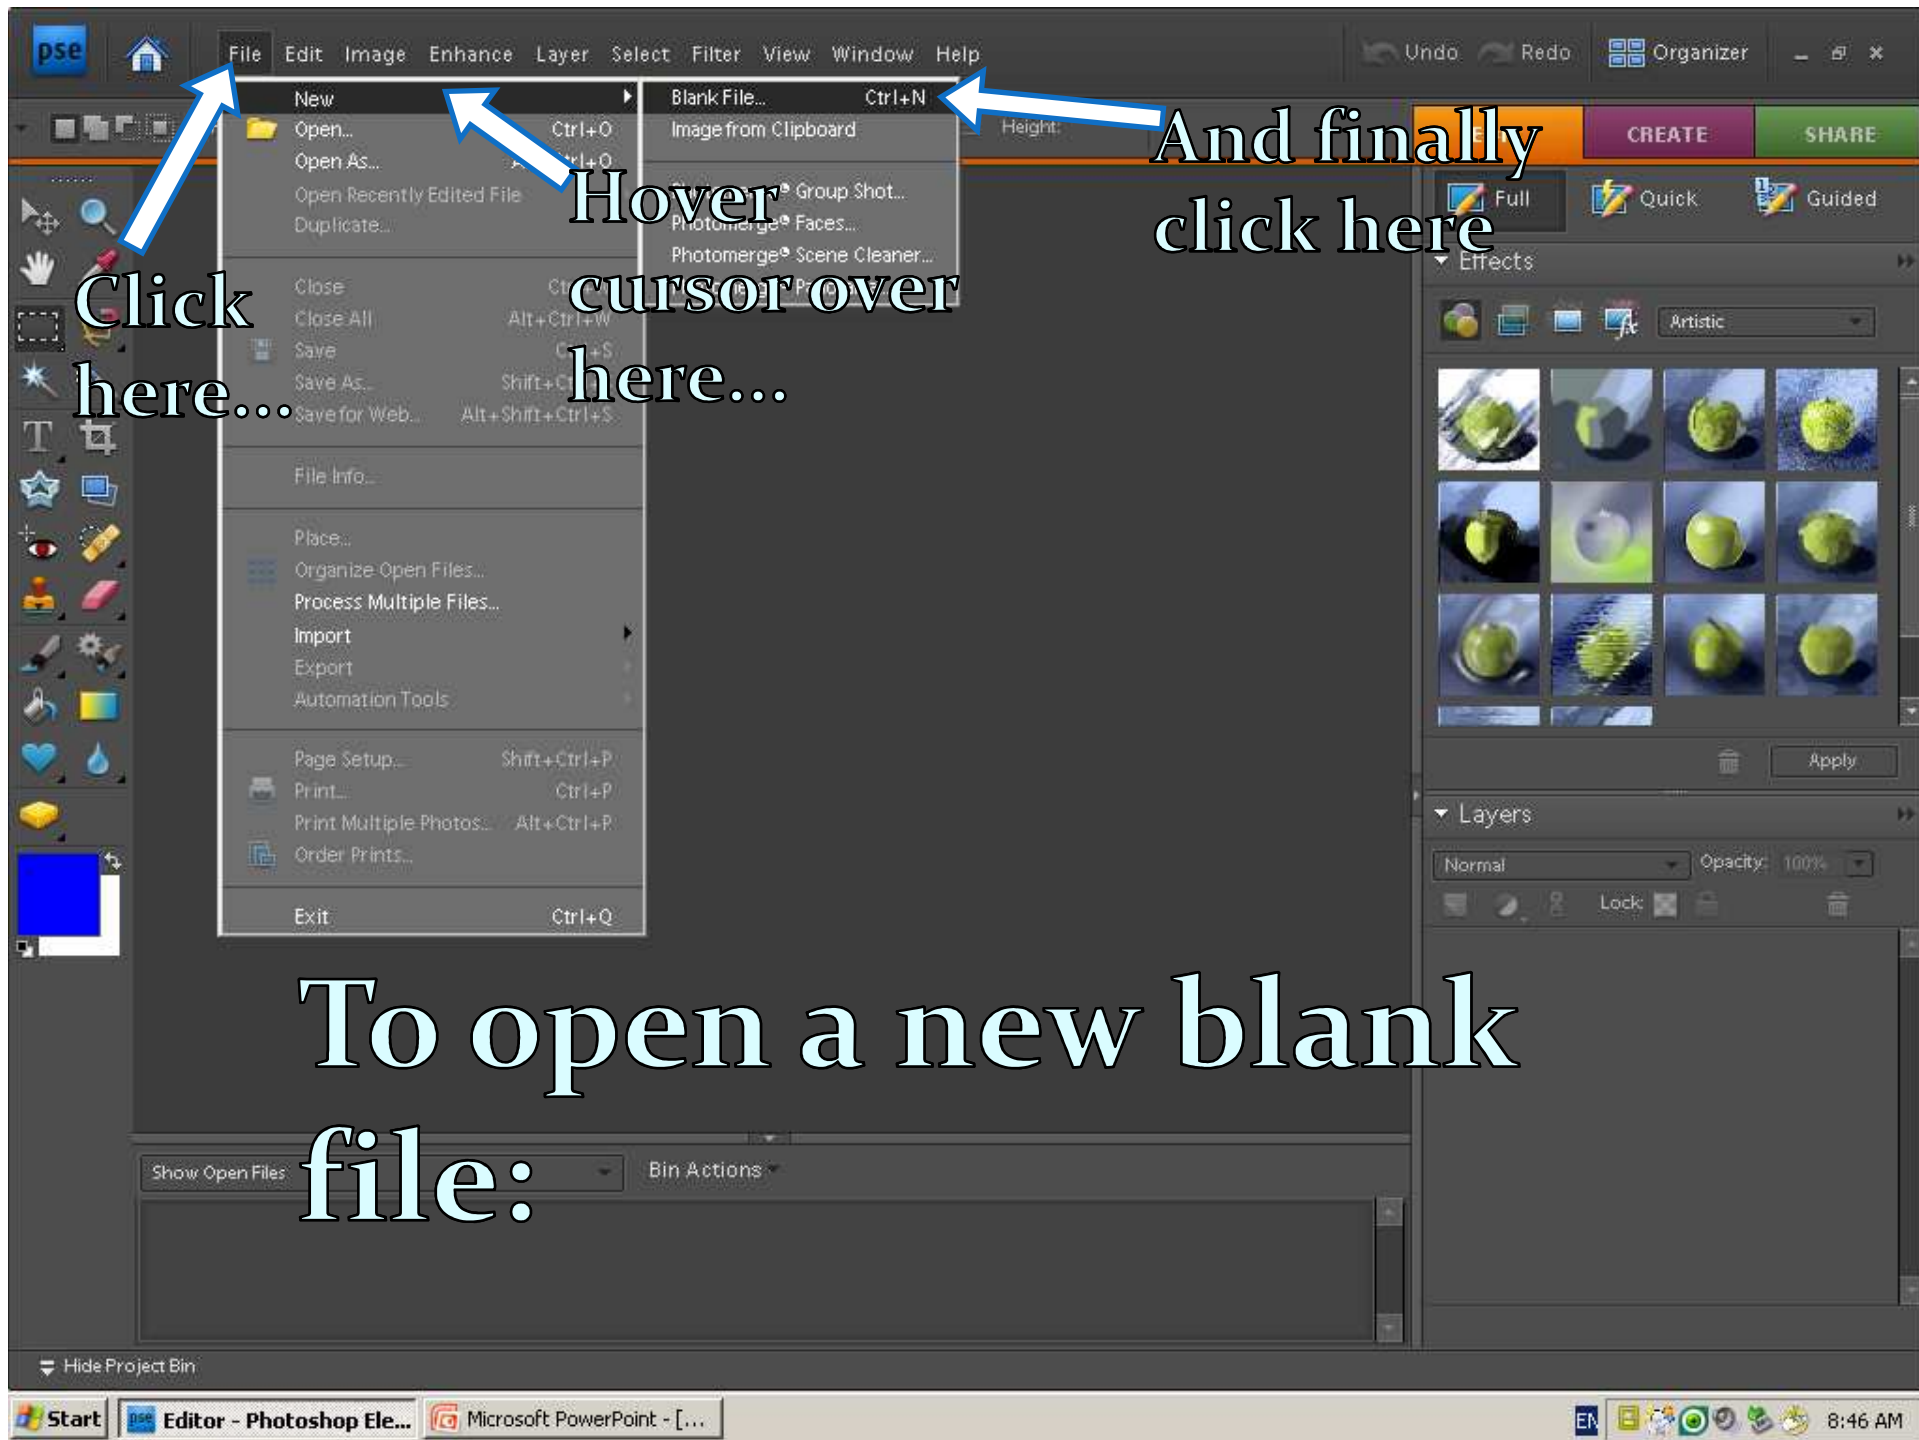 pse
File Edit Image Enhance Layer Select Filter View Window Help
Undo Redo Organizer
New
Blank File... Ctrl+N
Open... Ctrl+O
Image from Clipboard
Height:
And finally
click here
CREATE
SHARE
Open As...
Open Recently Edited File
Duplicate...
Group Shot...
Photomerge® Faces...
Photomerge® Scene Cleaner...
Hover
cursor over
here...
Full Quick Guided
Effects
Click
here...
Close
Close All Alt+Ctrl+W
Save
Save As...
Save for Web... Alt+Shift+Ctrl+S
Artistic
File Info...
Place...
Organize Open Files...
Process Multiple Files...
Import
Export
Automation Tools
Page Setup... Shift+Ctrl+P
Print... Ctrl+P
Print Multiple Photos... Alt+Ctrl+P
Order Prints...
Exit Ctrl+Q
Apply
Layers
Normal Opacity: 100%
Lock:
To open a new blank
file:
Show Open Files Bin Actions
Hide Project Bin
Start Editor - Photoshop Ele... Microsoft PowerPoint - [... EN 8:46 AM